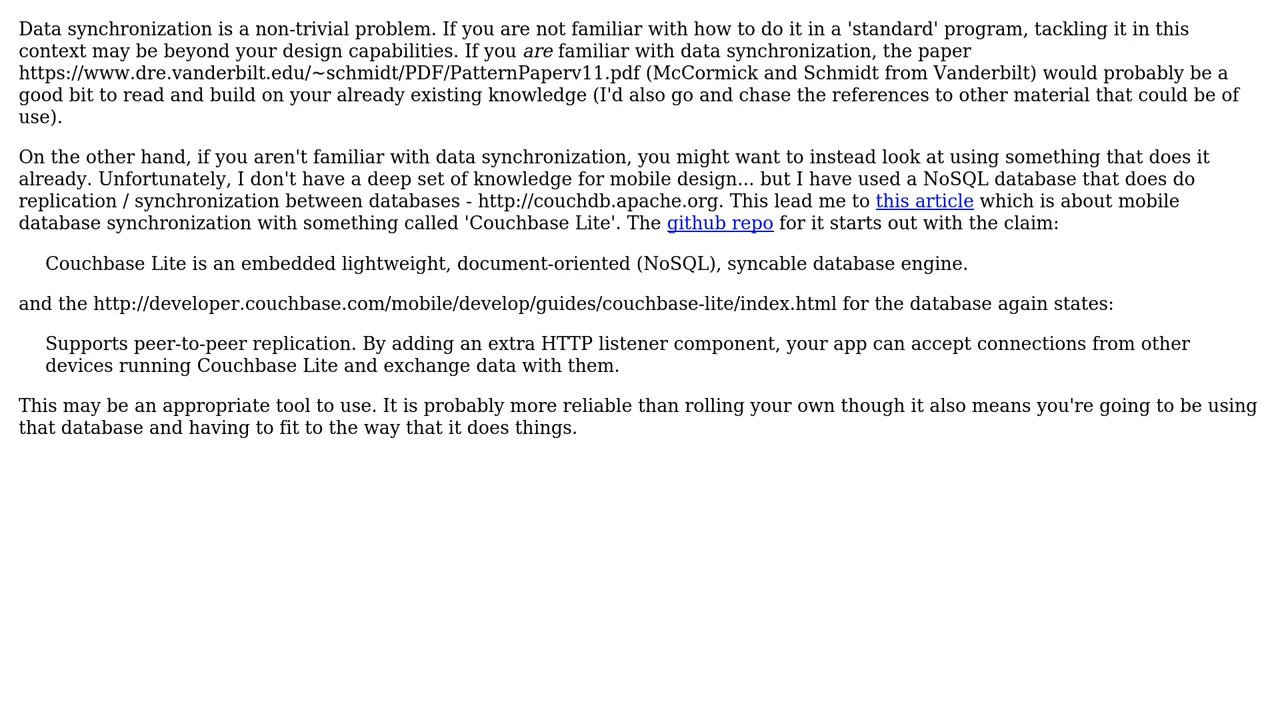 Data synchronization is a non-trivial problem. If you are not familiar with how to do it in a 'standard' program, tackling it in this
context may be beyond your design capabilities. If you are familiar with data synchronization, the paper
https://www.dre.vanderbilt.edu/~schmidt/PDF/PatternPaperv11.pdf (McCormick and Schmidt from Vanderbilt) would probably be a
good bit to read and build on your already existing knowledge (I'd also go and chase the references to other material that could be of
use).
On the other hand, if you aren't familiar with data synchronization, you might want to instead look at using something that does it
already. Unfortunately, I don't have a deep set of knowledge for mobile design... but I have used a NoSQL database that does do
replication / synchronization between databases - http://couchdb.apache.org. This lead me to this article which is about mobile
database synchronization with something called 'Couchbase Lite'. The github repo for it starts out with the claim:
Couchbase Lite is an embedded lightweight, document-oriented (NoSQL), syncable database engine.
and the http://developer.couchbase.com/mobile/develop/guides/couchbase-lite/index.html for the database again states:
Supports peer-to-peer replication. By adding an extra HTTP listener component, your app can accept connections from other
devices running Couchbase Lite and exchange data with them.
This may be an appropriate tool to use. It is probably more reliable than rolling your own though it also means you're going to be using
that database and having to fit to the way that it does things.